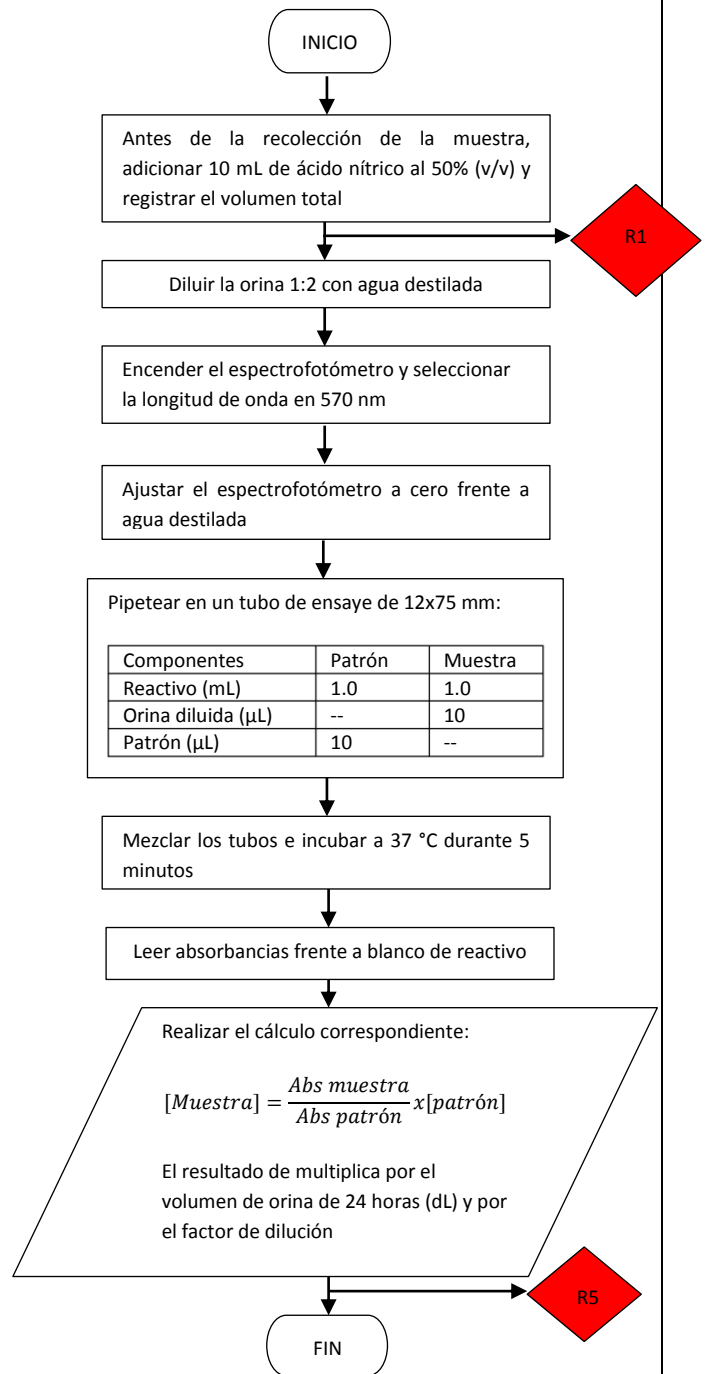 INICIO
Antes de la recolección de la muestra,
adicionar 10 mL de ácido nítrico al 50% (v/v) y
registrar el volumen total
R1
Diluir la orina 1:2 con agua destilada
Encender el espectrofotómetro y seleccionar
la longitud de onda en 570 nm
Ajustar el espectrofotómetro a cero frente a
agua destilada
Pipetear en un tubo de ensaye de 12x75 mm:
Componentes Patrón Muestra
Reactivo (mL) 1.0 1.0
Orina diluida (µL) -- 10
Patrón (µL) 10 --
Mezclar los tubos e incubar a 37 °C durante 5
minutos
Leer absorbancias frente a blanco de reactivo
Realizar el cálculo correspondiente:
[Muestra] = Abs muestra / Abs patrón x[patrón]
El resultado de multiplica por el
volumen de orina de 24 horas (dL) y por
el factor de dilución
R5
FIN